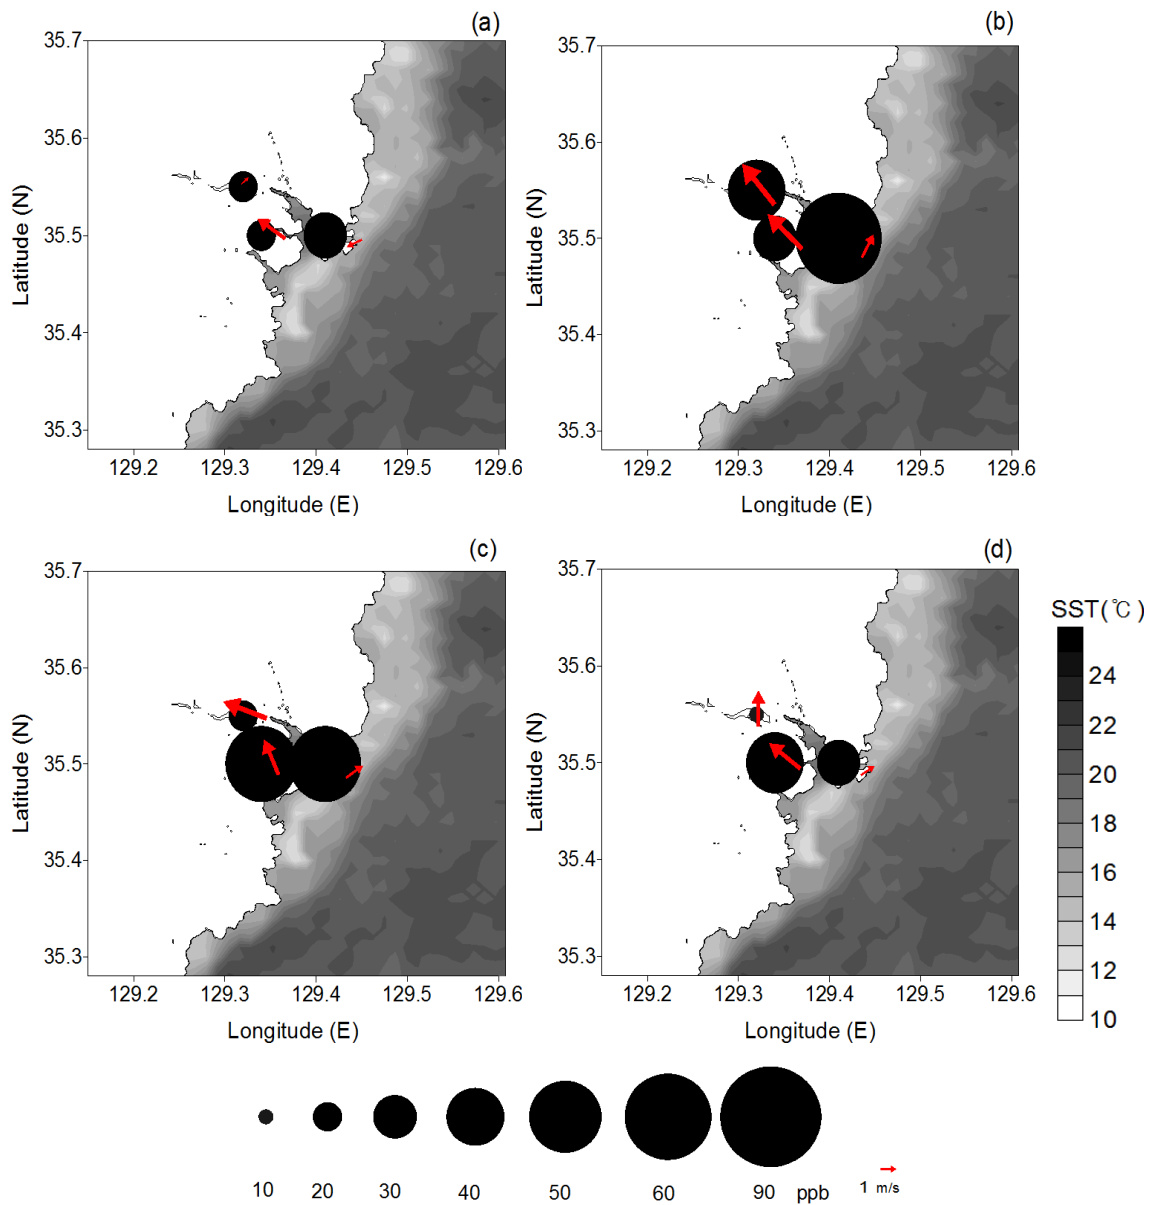 (a)
35.7
35.6
35.5
35.4
35.3
Latitude (N)
129.2 129.3 129.4 129.5 129.6
Longitude (E)
(b)
35.7
35.6
35.5
35.4
35.3
Latitude (N)
129.2 129.3 129.4 129.5 129.6
Longitude (E)
(c)
35.7
35.6
35.5
35.4
35.3
Latitude (N)
129.2 129.3 129.4 129.5 129.6
Longitude (E)
(d)
35.7
35.6
35.5
35.4
35.3
Latitude (N)
129.2 129.3 129.4 129.5 129.6
Longitude (E)
SST(℃)
24
22
20
18
16
14
12
10
10 20 30 40 50 60 90 ppb
1 m/s